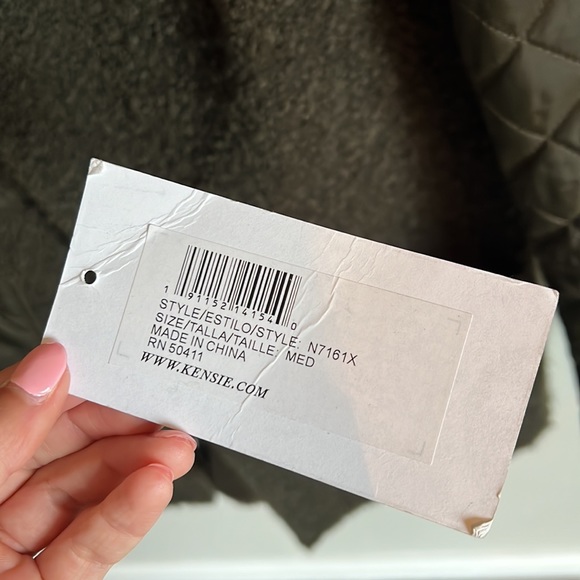 1 91152 14154 0
STYLE/ESTILO/STYLE: N7161X
SIZE/TALLA/TAILLE: MED
MADE IN CHINA
RN 50411
WWW.KENSIE.COM